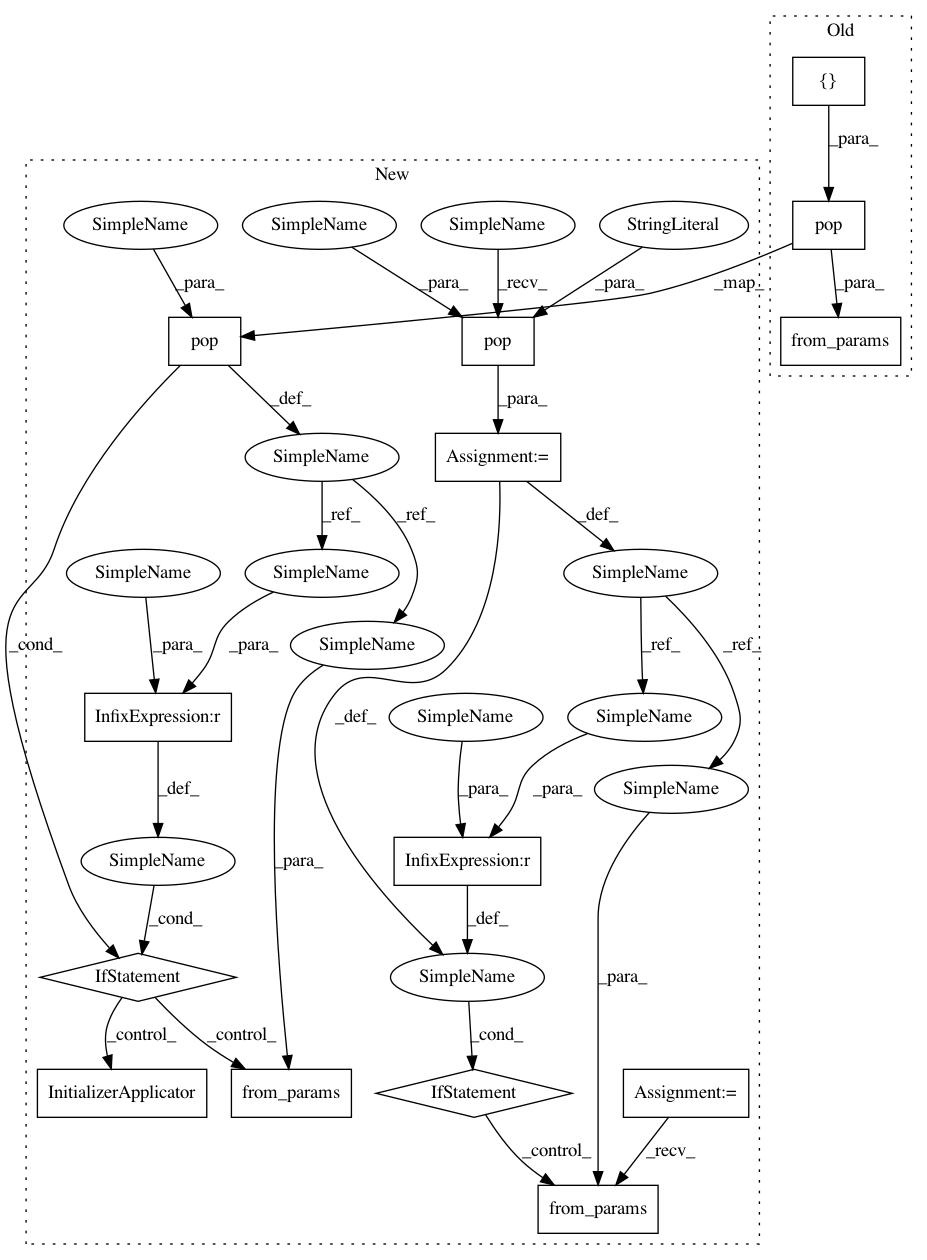 Old
{}
_para_
New
SimpleName
SimpleName
SimpleName
StringLiteral
pop
_para_
_para_
_recv_
_para_
_map_
_para_
pop
pop
from_params
_def_
_para_
SimpleName
Assignment:=
_ref_
_ref_
_def_
SimpleName
SimpleName
SimpleName
_cond_
_para_
_para_
SimpleName
_ref_
_ref_
InfixExpression:r
_def_
SimpleName
SimpleName
_def_
_para_
_para_
SimpleName
SimpleName
_para_
InfixExpression:r
_cond_
_def_
IfStatement
SimpleName
_para_
_control_
_control_
_cond_
InitializerApplicator
from_params
IfStatement
Assignment:=
_control_
_recv_
from_params